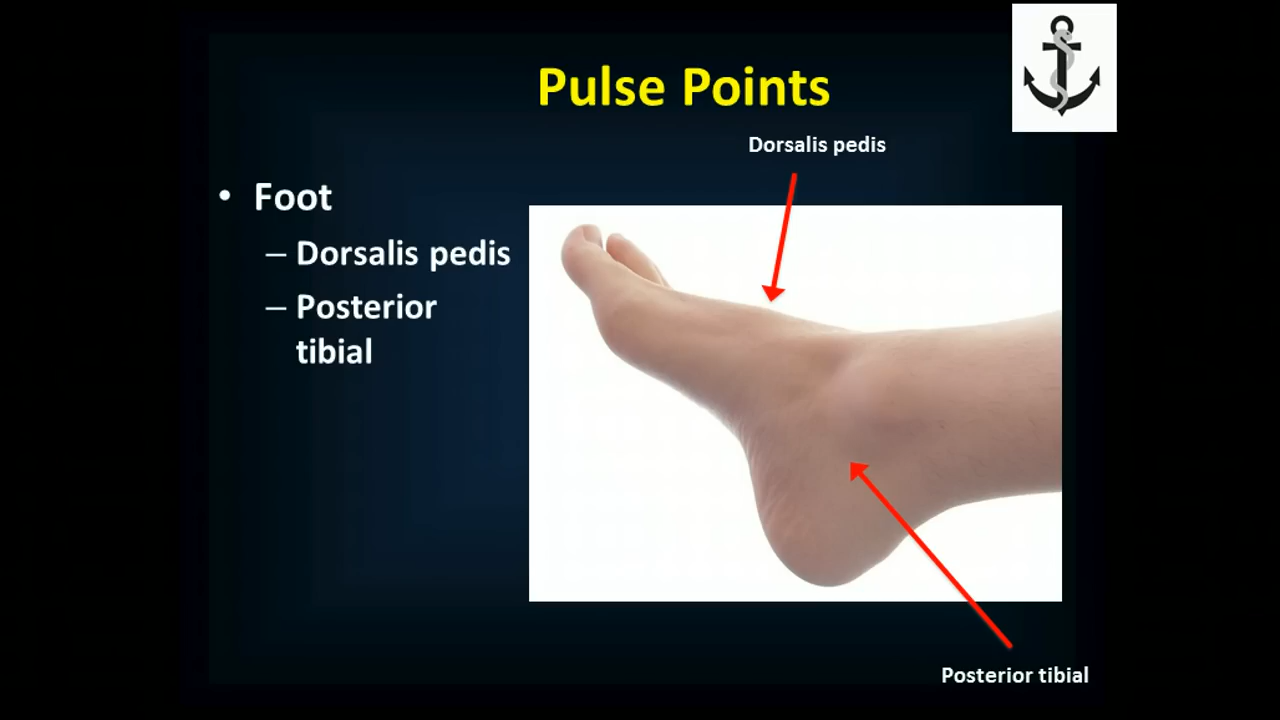 Pulse Points
Dorsalis pedis
• Foot
– Dorsalis pedis
– Posterior
tibial
Posterior tibial